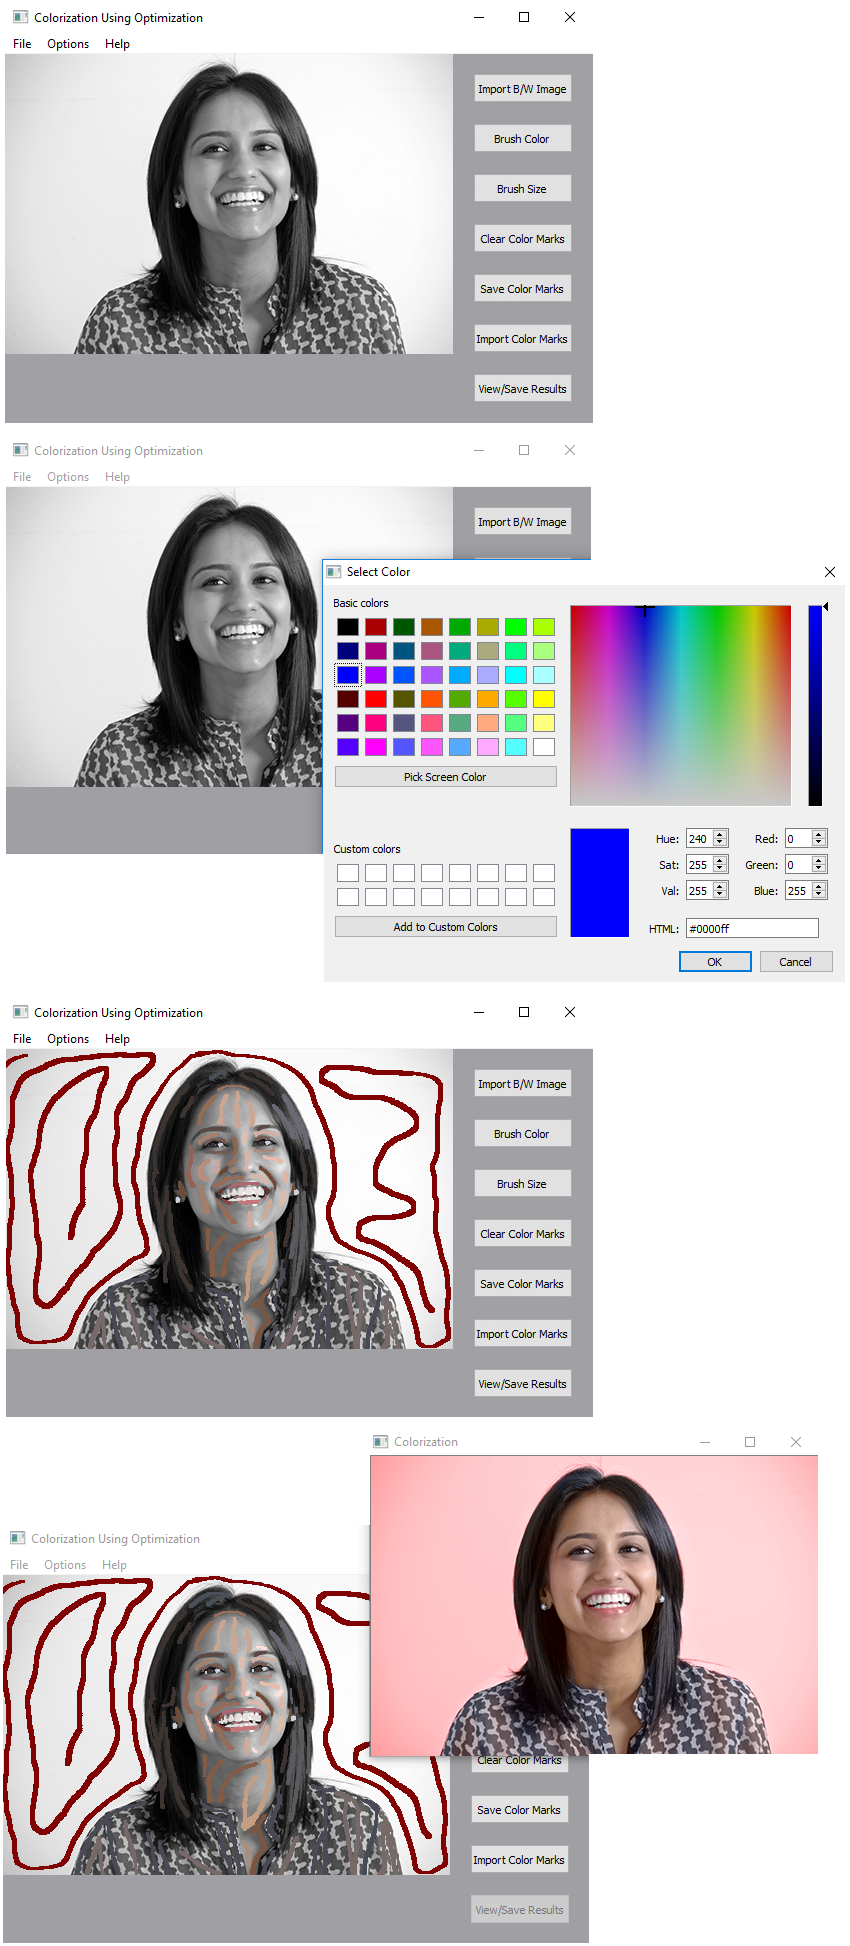 Colorization Using Optimization
File Options Help
Import B/W Image
Brush Color
Brush Size
Clear Color Marks
Save Color Marks
Import Color Marks
View/Save Results
Colorization Using Optimization
File Options Help
Import B/W Image
Select Color
Basic colors
Pick Screen Color
Custom colors
Add to Custom Colors
Hue: 240 Red: 0
Sat: 255 Green: 0
Val: 255 Blue: 255
HTML: #0000ff
OK Cancel
Colorization Using Optimization
File Options Help
Import B/W Image
Brush Color
Brush Size
Clear Color Marks
Save Color Marks
Import Color Marks
View/Save Results
Colorization
Colorization Using Optimization
File Options Help
Clear Color Marks
Save Color Marks
Import Color Marks
View/Save Results